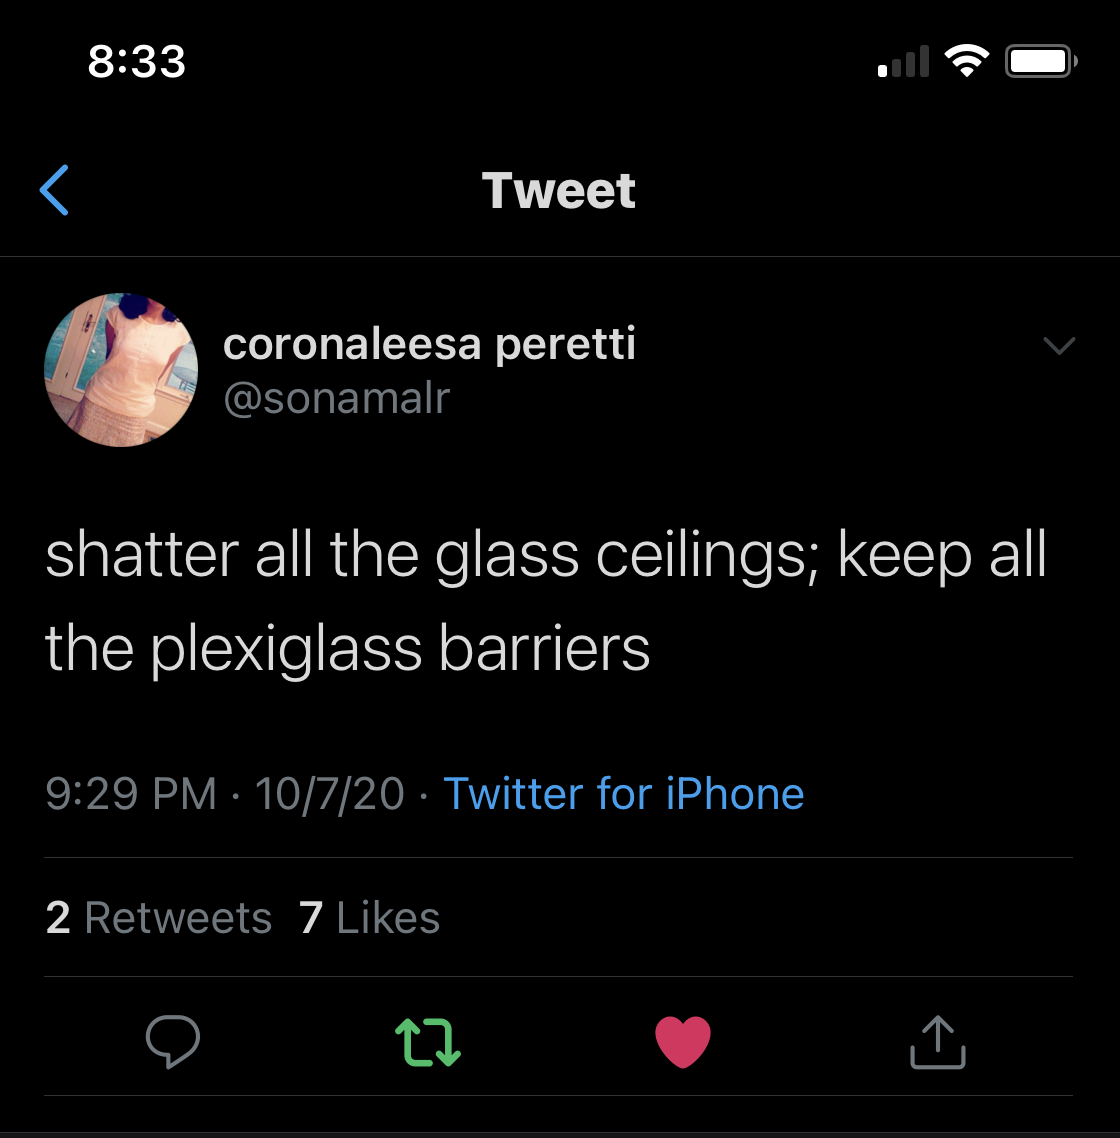 8:33
Tweet
coronaleesa peretti
@sonamalr
shatter all the glass ceilings; keep all
the plexiglass barriers
9:29 PM · 10/7/20 · Twitter for iPhone
2 Retweets 7 Likes